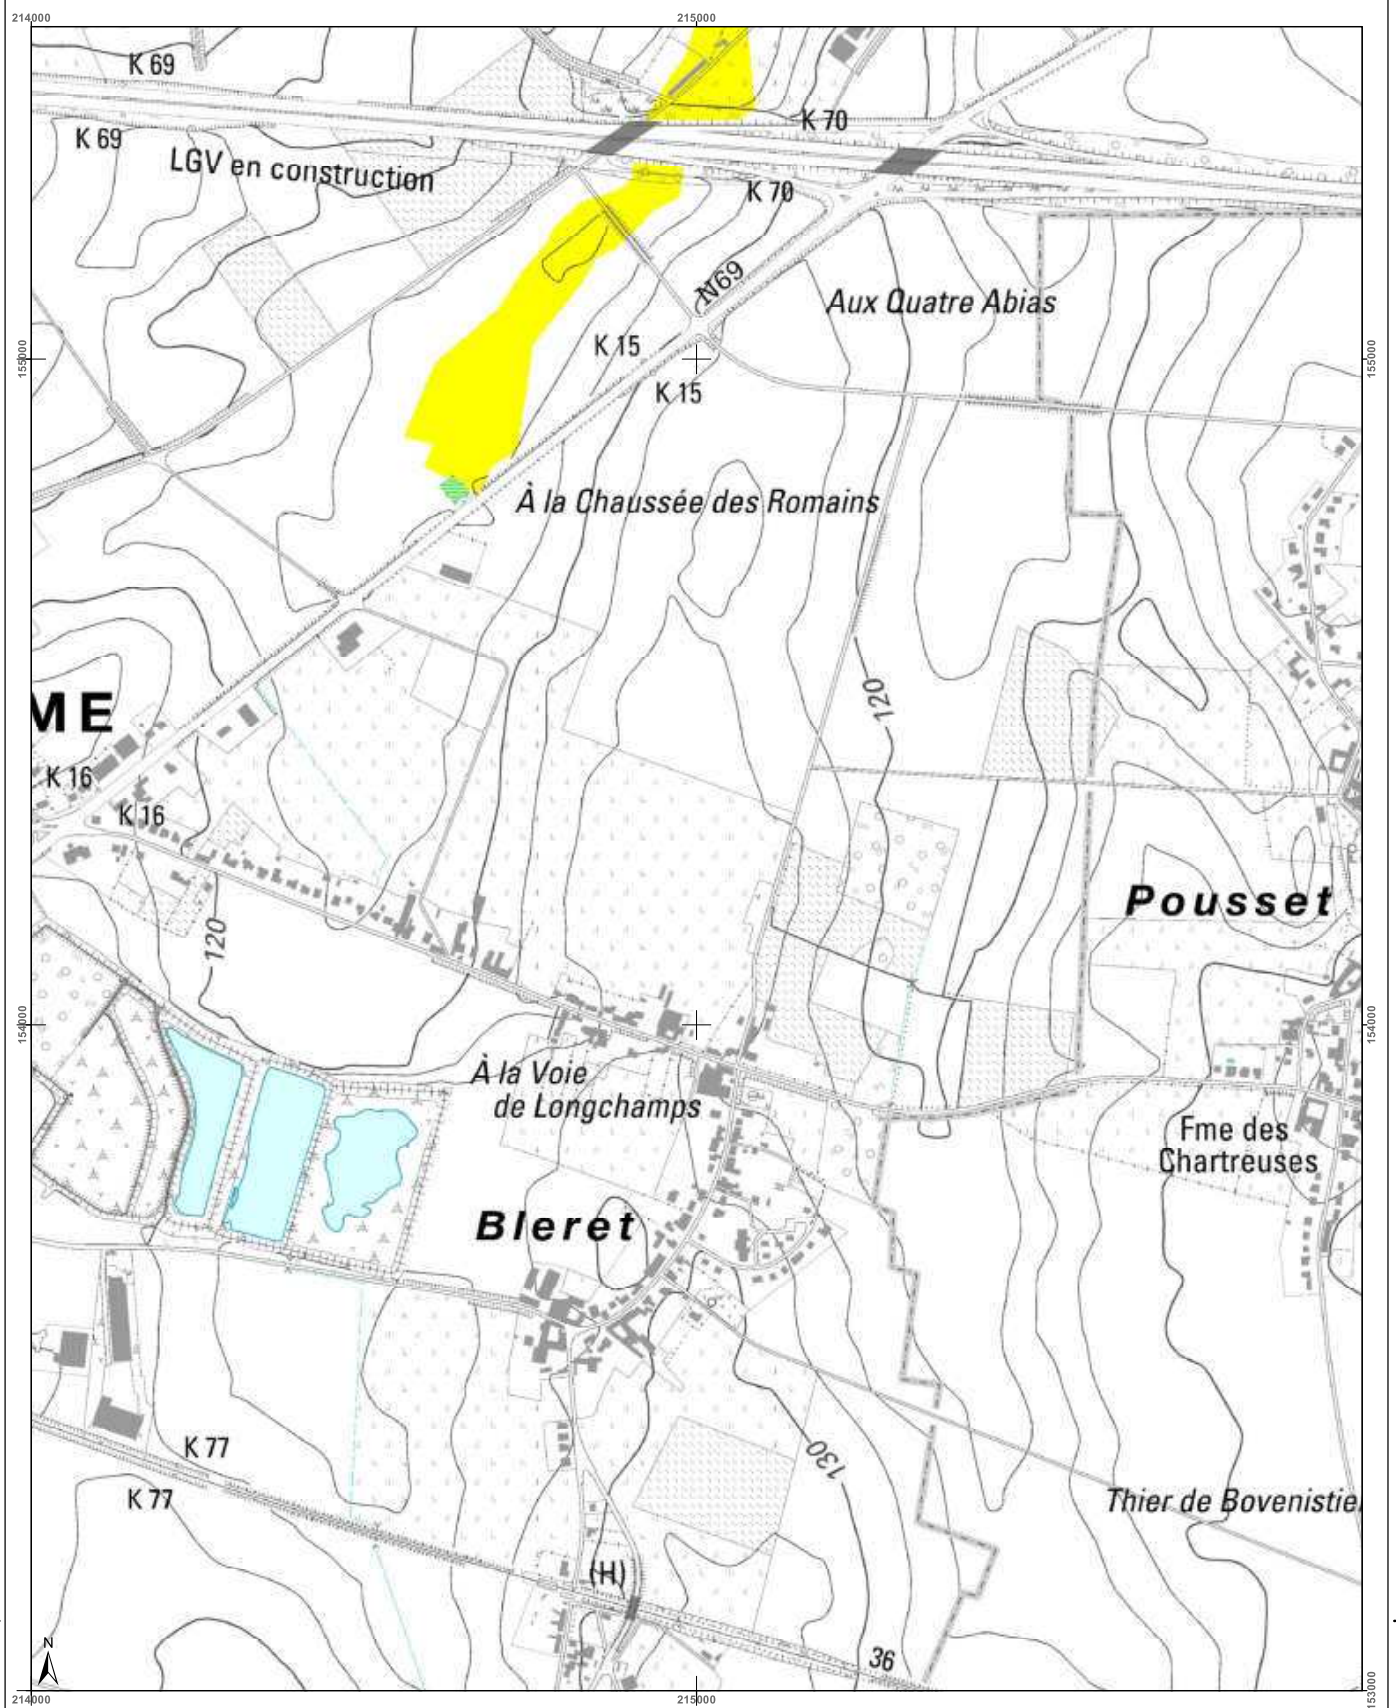 214000
215000
K 69
K 69
K 70
LGV en construction
K 70
N69
Aux Quatre Abias
155000
K 15
155000
K 15
À la Chaussée des Romains
120
ME
K 16
K 16
Pousset
120
154000
154000
À la Voie
de Longchamps
Fme des
Chartreuses
Bleret
K 77
130
K 77
Thier de Bovenistie
(H)
N
36
214000
215000
153000